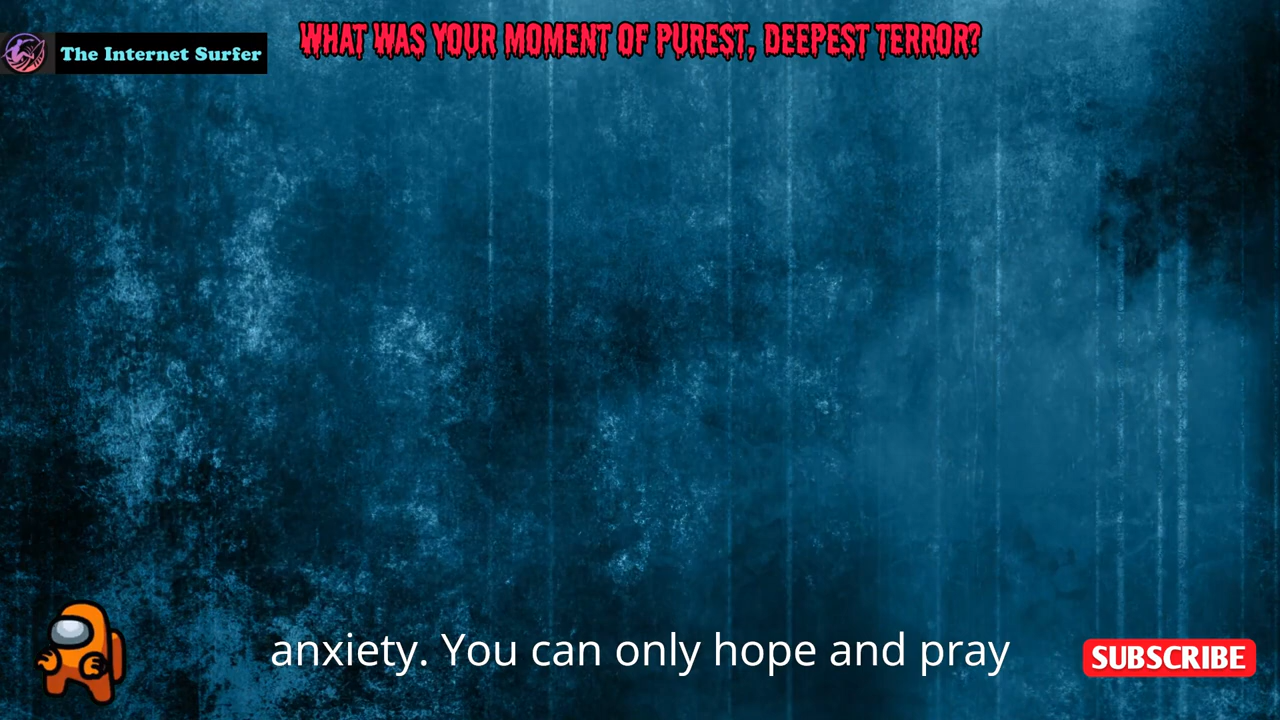 WHAT WAS YOUR MOMENT OF PUREST, DEEPEST TERROR?
The Internet Surfer
anxiety. You can only hope and pray
SUBSCRIBE